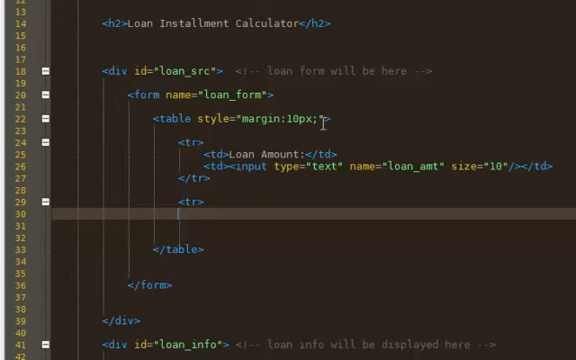 12
13
14 <h2>Loan Installment Calculator</h2>
15
16
17
18 <div id="loan_src"> <!-- loan form will be here -->
19
20 <form name="loan_form">
21
22 <table style="margin:10px;">
23
24 <tr>
25 <td>Loan Amount:</td>
26 <td><input type="text" name="loan_amt" size="10"/></td>
27 </tr>
28
29 <tr>
30
31
32
33 </table>
34
35
36 </form>
37
38
39 </div>
40
41 <div id="loan_info"> <!-- loan info will be displayed here -->
42